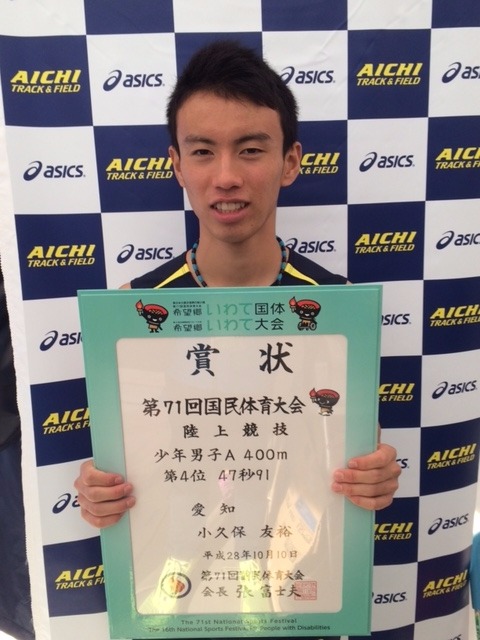 AICHI
TRACK & FIELD
asics
希望郷 いわて国体
希望郷 いわて大会
賞状
第71回国民体育大会
陸上競技
少年男子A 400m
第4位 47秒91
愛知
小久保 友裕
平成28年10月10日
第71回国民体育大会
会長 張 富士夫
The 71st National Sports Festival
The 16th National Sports Festival for People with Disabilities